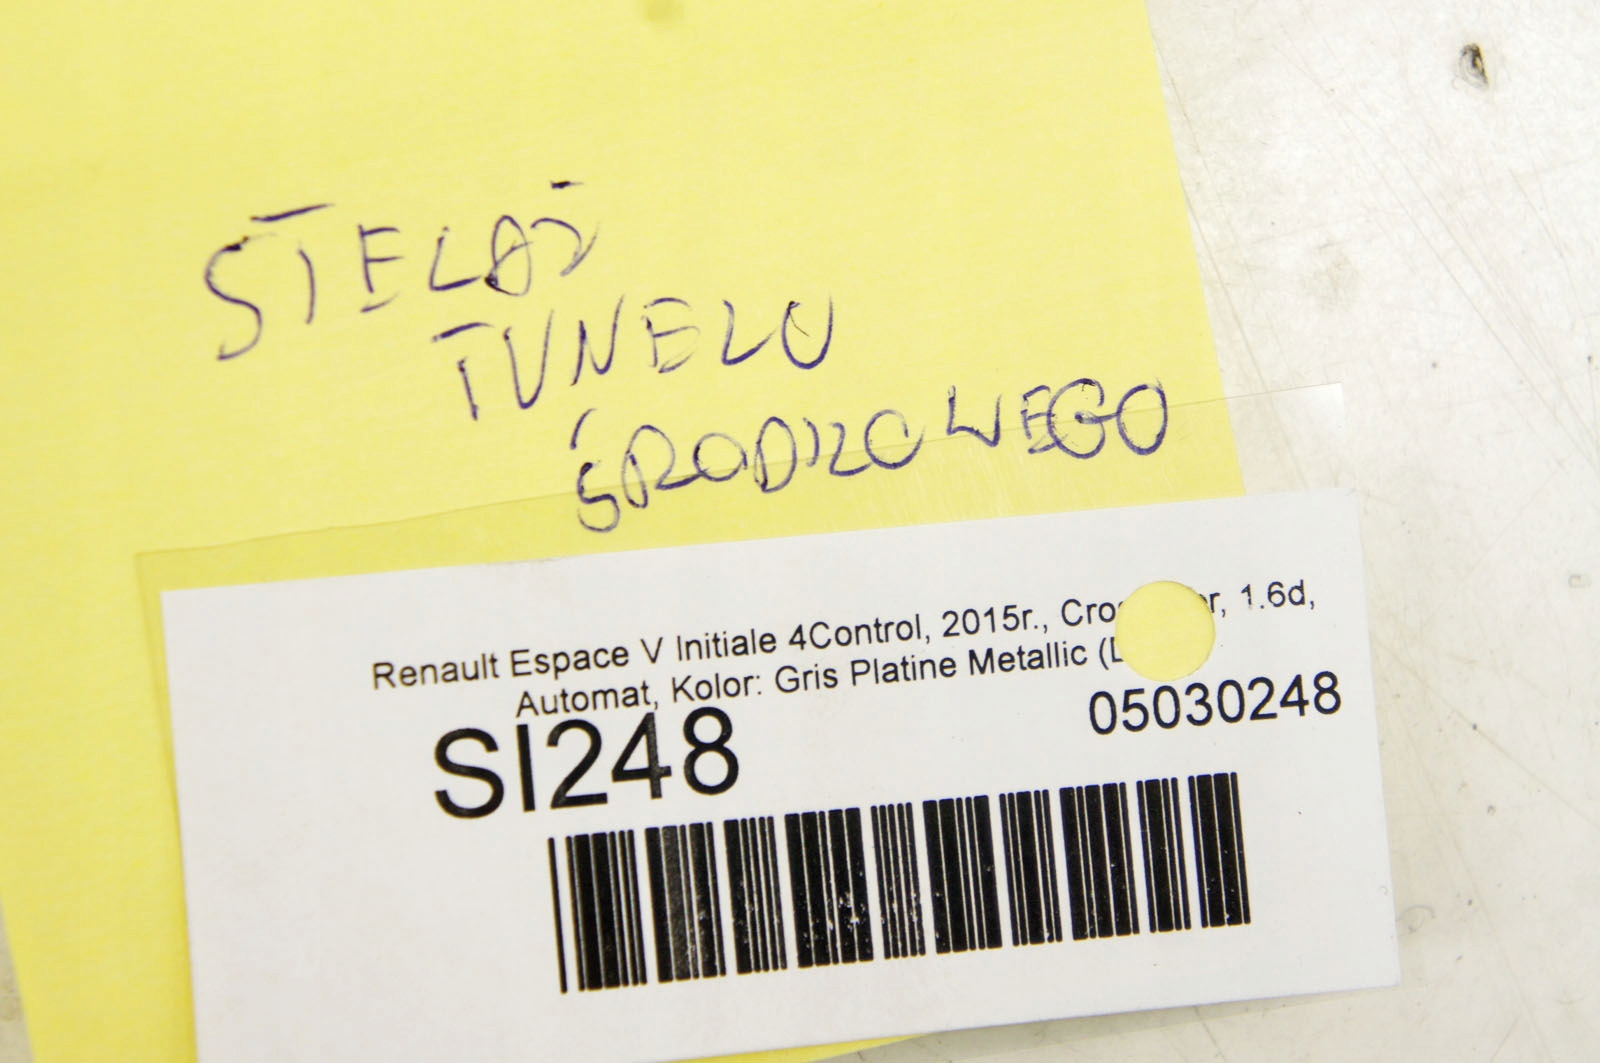 STELAŻ
TUNELU
ŚRODKOWEGO
Renault Espace V Initiale 4Control, 2015r., 1.6d,
Automat, Kolor: Gris Platine Metallic
SI248
05030248